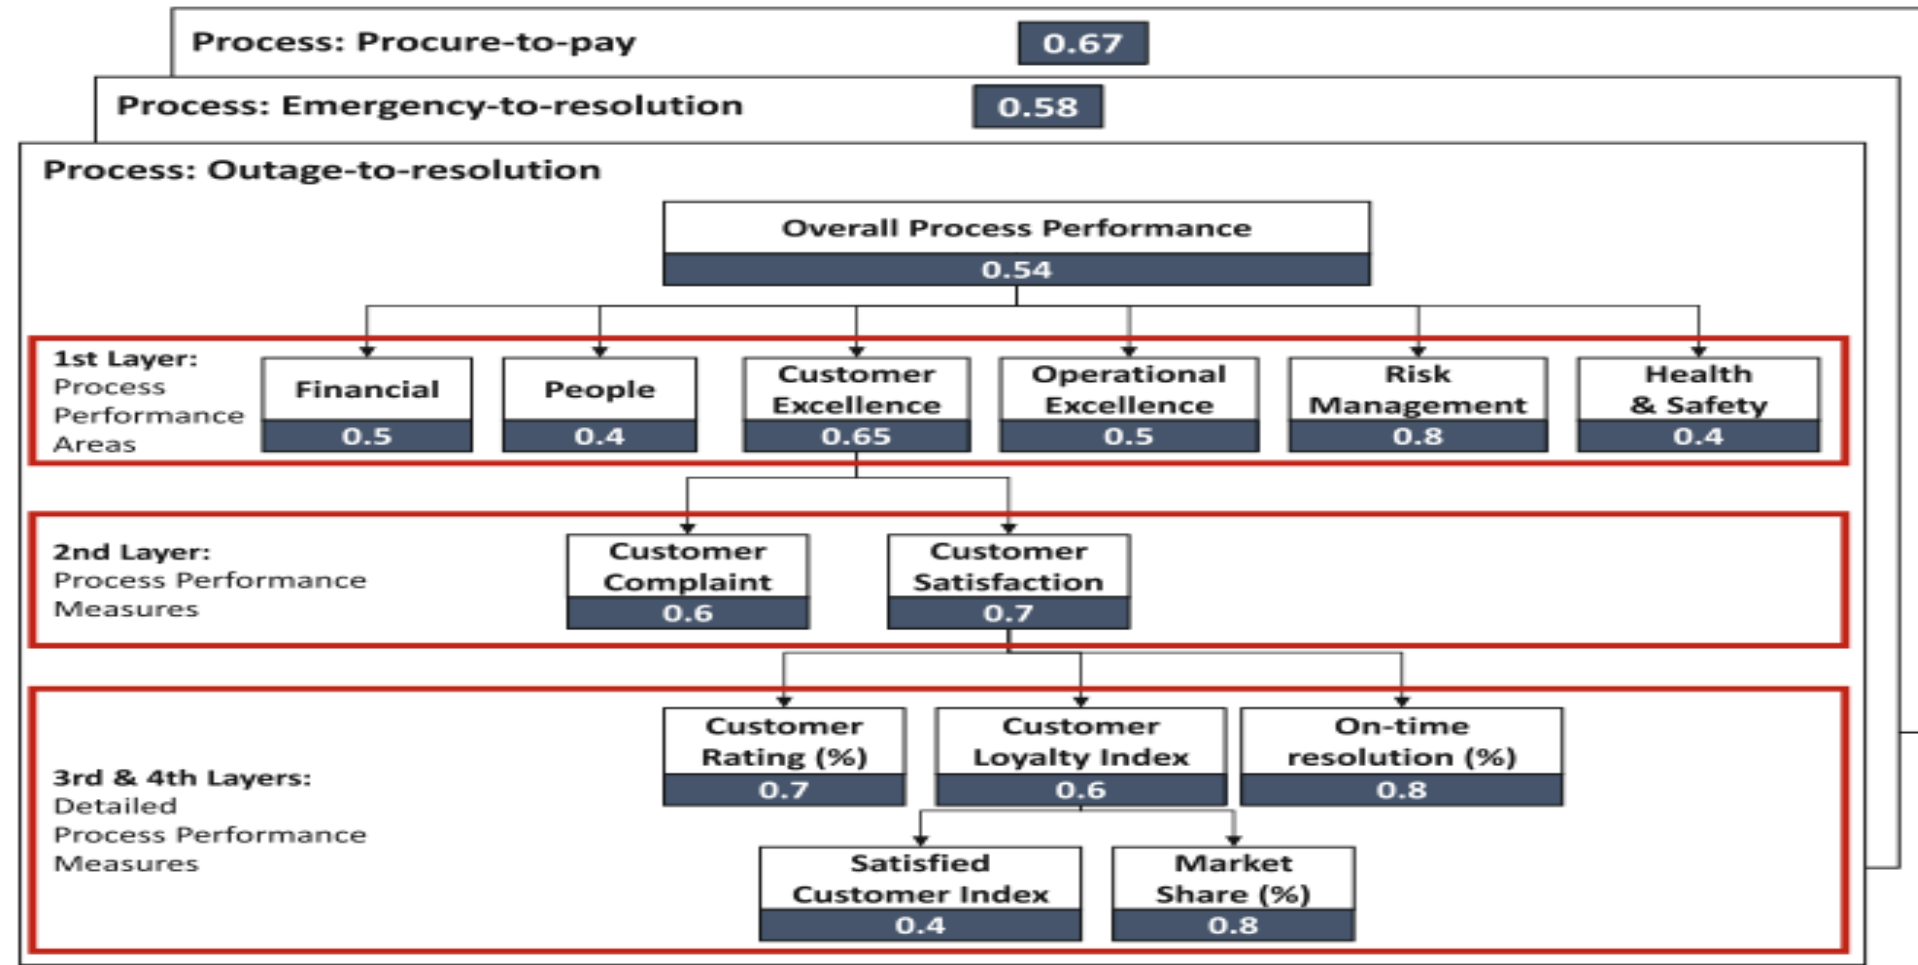 Process: Procure-to-pay
0.67
Process: Emergency-to-resolution
0.58
Process: Outage-to-resolution
Overall Process Performance
0.54
1st Layer:
Process
Performance
Areas
Financial
0.5
People
0.4
Customer
Excellence
0.65
Operational
Excellence
0.5
Risk
Management
0.8
Health
& Safety
0.4
2nd Layer:
Process Performance
Measures
Customer
Complaint
0.6
Customer
Satisfaction
0.7
3rd & 4th Layers:
Detailed
Process Performance
Measures
Customer
Rating (%)
0.7
Customer
Loyalty Index
0.6
On-time
resolution (%)
0.8
Satisfied
Customer Index
0.4
Market
Share (%)
0.8